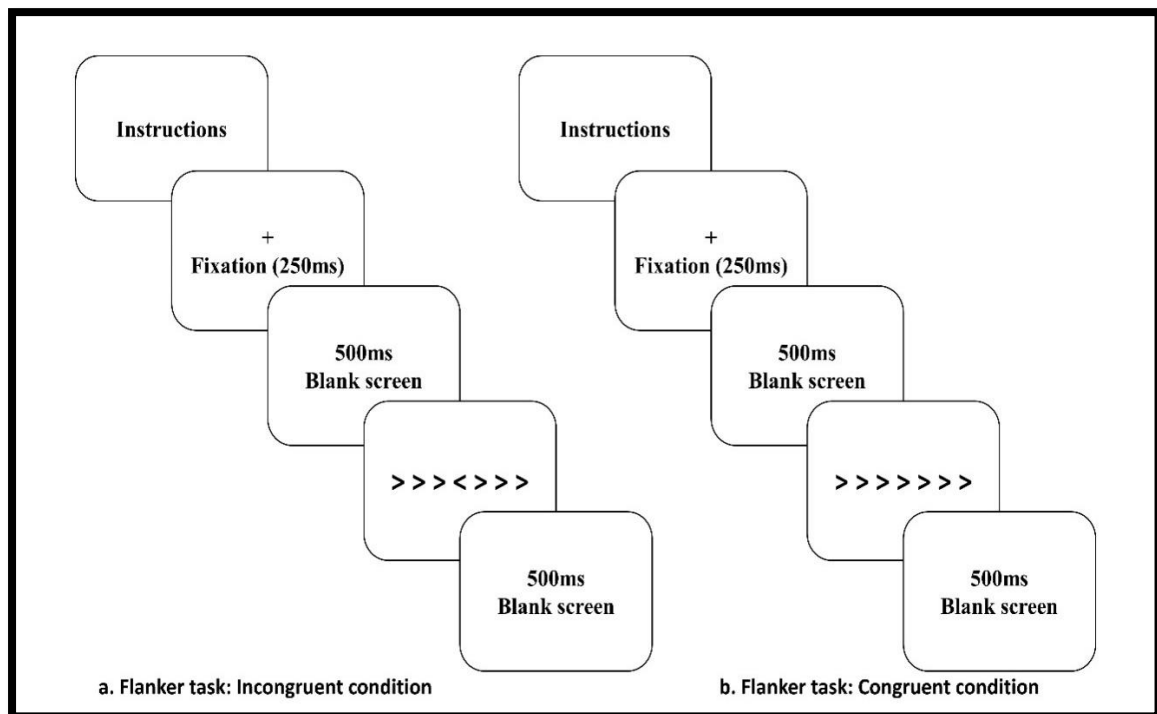 Instructions
+
Fixation (250ms)
500ms
Blank screen
> > > < > > >
500ms
Blank screen
a. Flanker task: Incongruent condition
Instructions
+
Fixation (250ms)
500ms
Blank screen
> > > > > > >
500ms
Blank screen
b. Flanker task: Congruent condition